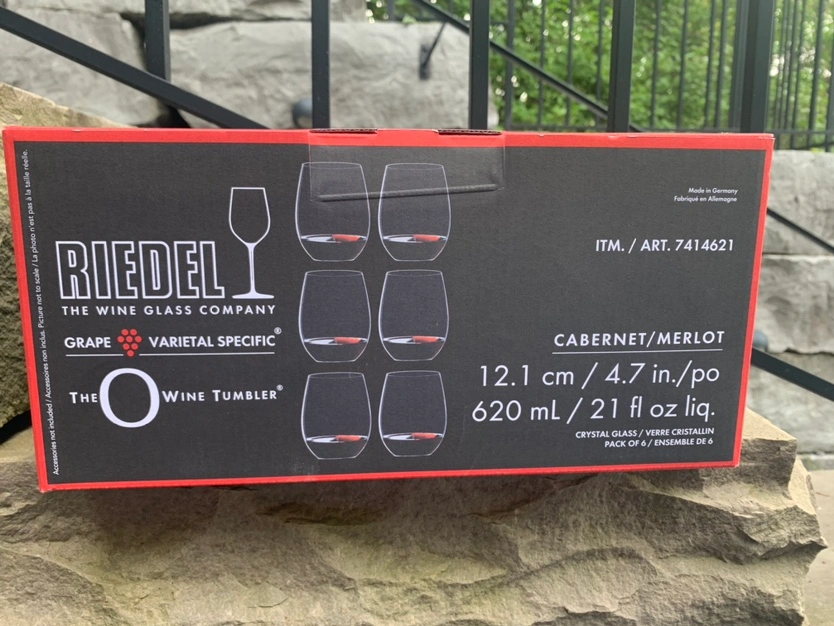 Accessories not included / Accessoires non inclus. Picture not to scale / La photo n'est pas à la taille réelle.
RIEDEL
THE WINE GLASS COMPANY
GRAPE VARIETAL SPECIFIC®
THE O WINE TUMBLER®
Made in Germany
Fabriqué en Allemagne
ITM. / ART. 7414621
CABERNET/MERLOT
12.1 cm / 4.7 in./po
620 mL / 21 fl oz liq.
CRYSTAL GLASS / VERRE CRISTALLIN
PACK OF 6 / ENSEMBLE DE 6